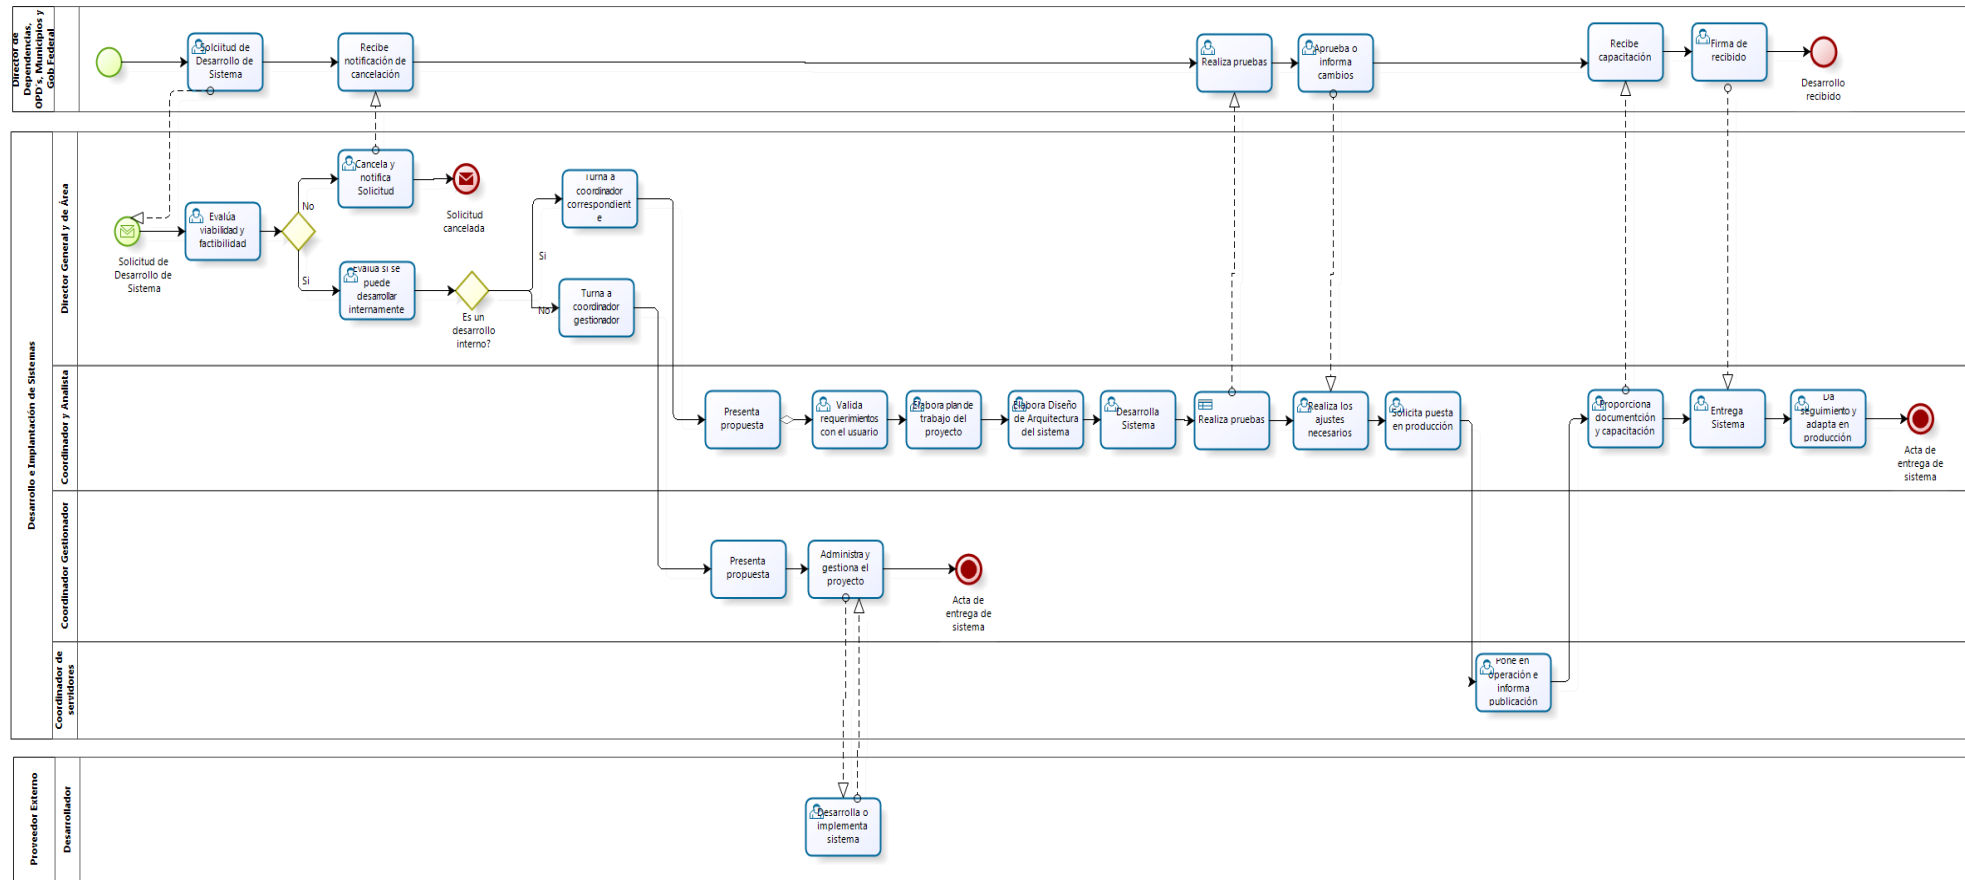 Director de
Dependencias,
OPD's, Municipios y
Gob Federal
Solciitud de
Desarrollo de
Sistema
Recibe
notificación de
cancelación
Realiza pruebas
Aprueba o
informa
cambios
Recibe
capacitación
Firma de
recibido
Desarrollo
recibido
Desarrollo e Implantación de Sistemas
Director General y de Área
Solicitud de
Desarrollo de
Sistema
Evalúa
viabilidad y
factibilidad
No
Si
Cancela y
notifica
Solicitud
Solicitud
cancelada
Evalúa si se
puede
desarrollar
internamente
Es un
desarrollo
interno?
Si
No
Turna a
coordinador
correspondient
e
Turna a
coordinador
gestionador
Coordinador y Analista
Presenta
propuesta
Valida
requerimientos
con el usuario
Elabora plan de
trabajo del
proyecto
Elabora Diseño
de Arquitectura
del sistema
Desarrolla
Sistema
Realiza pruebas
Realiza los
ajustes
necesarios
Solicita puesta
en producción
Proporciona
documentción
y capacitación
Entrega
Sistema
Da
seguimiento y
adapta en
producción
Acta de
entrega de
sistema
Coordinador Gestionador
Presenta
propuesta
Administra y
gestiona el
proyecto
Acta de
entrega de
sistema
Coordinador de
servidores
Pone en
operación e
informa
publicación
Proveedor Externo
Desarrollador
Desarrolla o
implementa
sistema